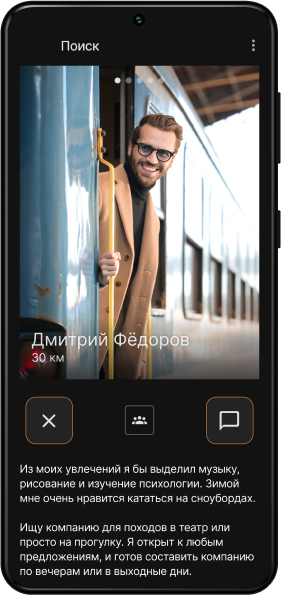 Поиск
Дмитрий Фёдоров
30 км
Из моих увлечений я бы выделил музыку,
рисование и изучение психологии. Зимой
мне очень нравится кататься на сноубордах.
Ищу компанию для походов в театр или
просто на прогулку. Я открыт к любым
предложениям, и готов составить компанию
по вечерам или в выходные дни.